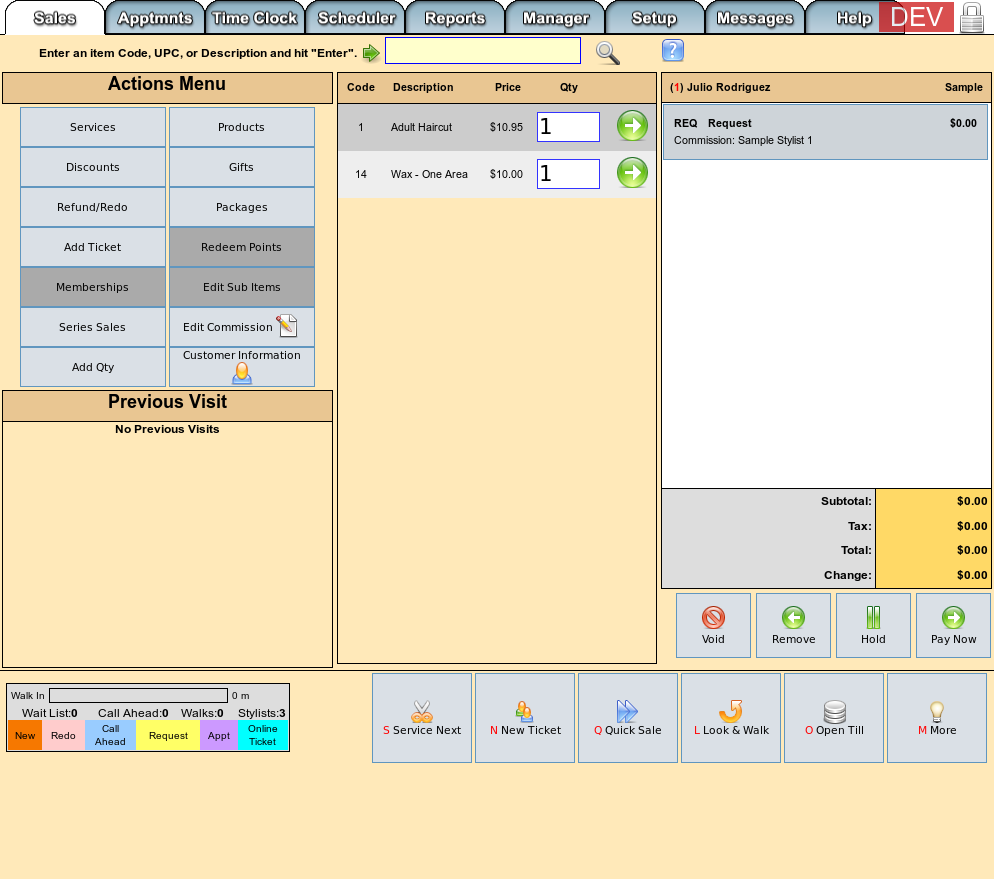 Sales Apptmnts Time Clock Scheduler Reports Manager Setup Messages Help DEV
Enter an item Code, UPC, or Description and hit "Enter". ?
Actions Menu
Services Products
Discounts Gifts
Refund/Redo Packages
Add Ticket Redeem Points
Memberships Edit Sub Items
Series Sales Edit Commission
Add Qty Customer Information
Previous Visit
No Previous Visits
Code Description Price Qty
1 Adult Haircut $10.95 1
14 Wax - One Area $10.00 1
(1) Julio Rodriguez Sample
REQ Request $0.00
Commission: Sample Stylist 1
Subtotal: $0.00
Tax: $0.00
Total: $0.00
Change: $0.00
Void Remove Hold Pay Now
Walk In 0 m
Wait List:0 Call Ahead:0 Walks:0 Stylists:3
New Redo Call Ahead Request Appt Online Ticket
S Service Next N New Ticket Q Quick Sale L Look & Walk O Open Till M More